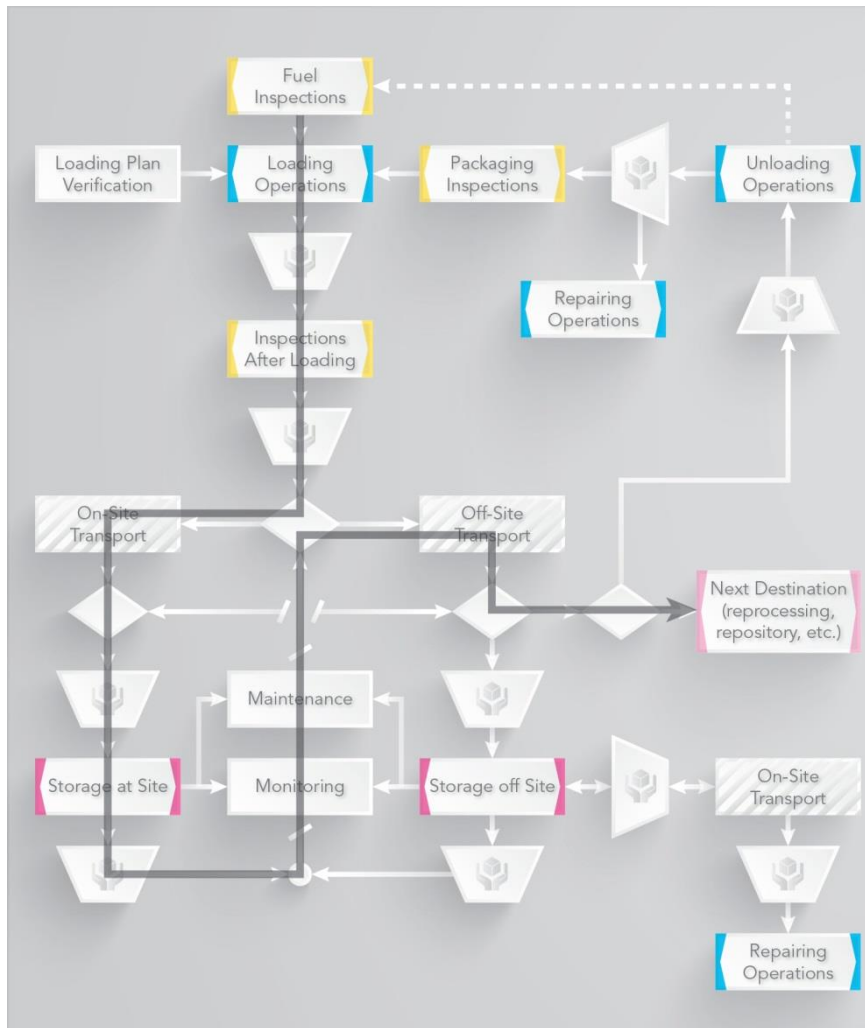 Fuel
Inspections
Loading Plan
Verification
Loading
Operations
Packaging
Inspections
Unloading
Operations
Repairing
Operations
Inspections
After Loading
On-Site
Transport
Off-Site
Transport
Next Destination
(reprocessing,
repository, etc.)
Maintenance
Storage at Site
Monitoring
Storage off Site
On-Site
Transport
Repairing
Operations